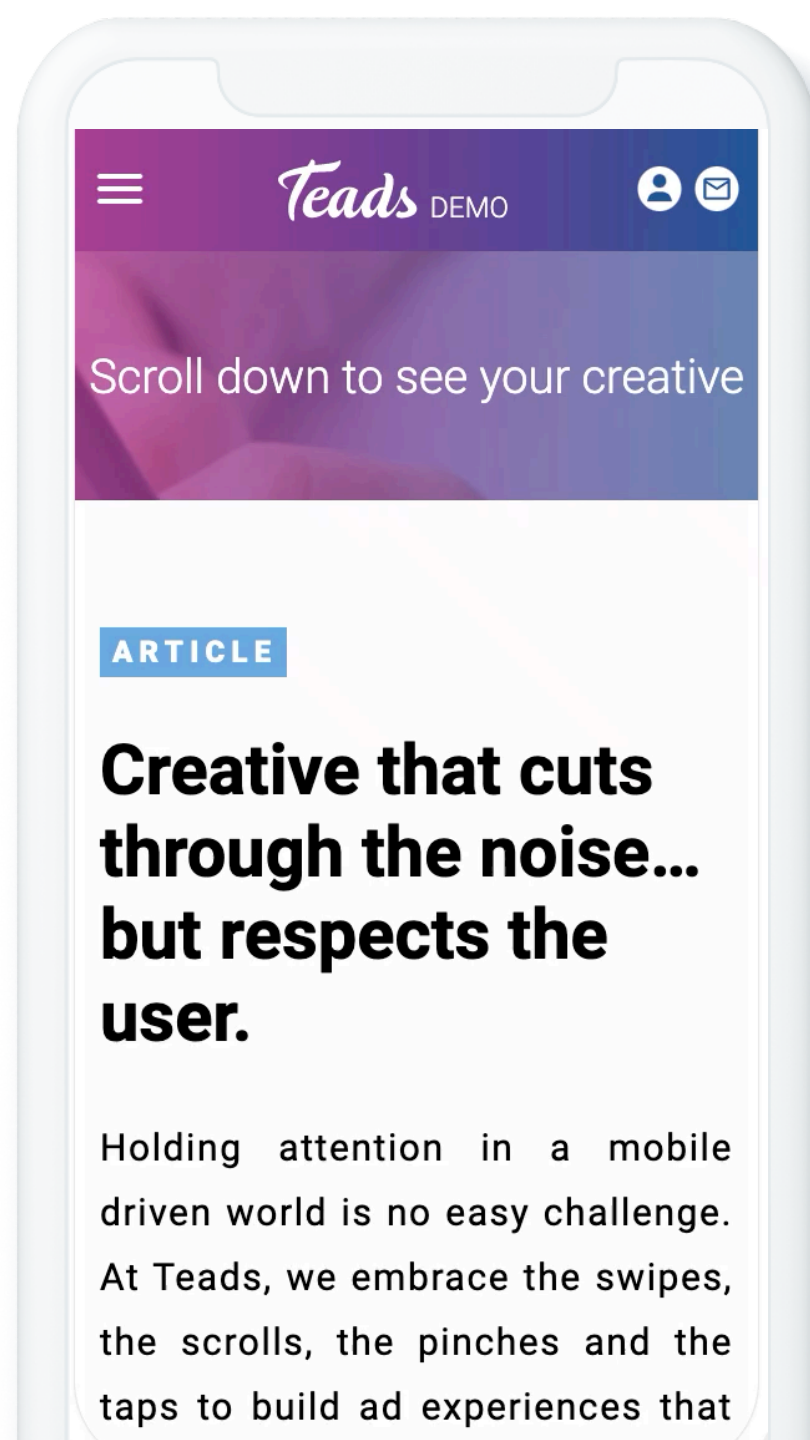 Teads DEMO
Scroll down to see your creative
ARTICLE
Creative that cuts
through the noise...
but respects the
user.
Holding attention in a mobile
driven world is no easy challenge.
At Teads, we embrace the swipes,
the scrolls, the pinches and the
taps to build ad experiences that